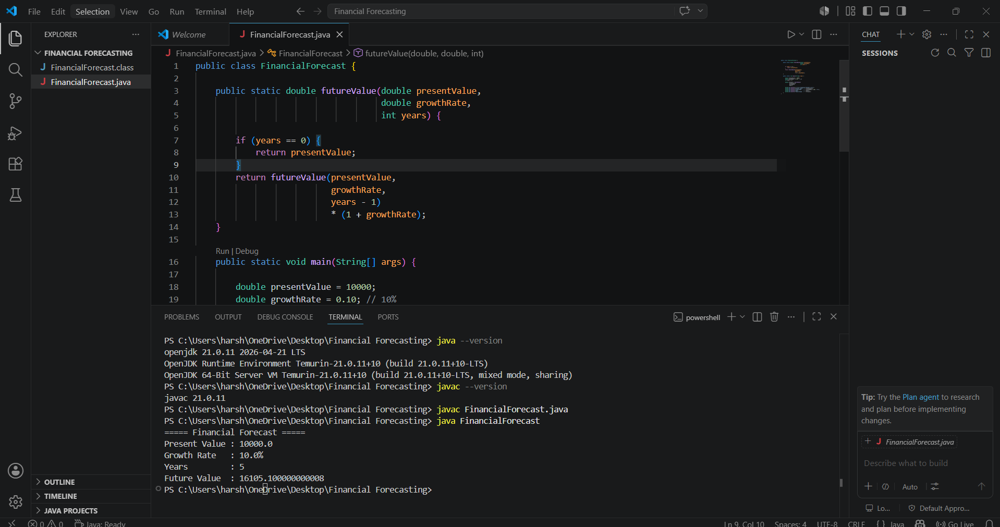 File Edit Selection View Go Run Terminal Help
Financial Forecasting
EXPLORER
FINANCIAL FORECASTING
FinancialForecast.class
FinancialForecast.java
OUTLINE
TIMELINE
JAVA PROJECTS
Welcome
FinancialForecast.java
FinancialForecast.java > FinancialForecast > futureValue(double, double, int)
1 public class FinancialForecast {
2
3 public static double futureValue(double presentValue,
4 double growthRate,
5 int years) {
6
7 if (years == 0) {
8 return presentValue;
9 }
10 return futureValue(presentValue,
11 growthRate,
12 years - 1)
13 * (1 + growthRate);
14 }
15
Run | Debug
16 public static void main(String[] args) {
17
18 double presentValue = 10000;
19 double growthRate = 0.10; // 10%
PROBLEMS OUTPUT DEBUG CONSOLE TERMINAL PORTS
powershell
PS C:\Users\harsh\OneDrive\Desktop\Financial Forecasting> java --version
openjdk 21.0.11 2026-04-21 LTS
OpenJDK Runtime Environment Temurin-21.0.11+10 (build 21.0.11+10-LTS)
OpenJDK 64-Bit Server VM Temurin-21.0.11+10 (build 21.0.11+10-LTS, mixed mode, sharing)
PS C:\Users\harsh\OneDrive\Desktop\Financial Forecasting> javac --version
javac 21.0.11
PS C:\Users\harsh\OneDrive\Desktop\Financial Forecasting> javac FinancialForecast.java
PS C:\Users\harsh\OneDrive\Desktop\Financial Forecasting> java FinancialForecast
===== Financial Forecast =====
Present Value : 10000.0
Growth Rate   : 10.0%
Years         : 5
Future Value  : 16105.100000000008
PS C:\Users\harsh\OneDrive\Desktop\Financial Forecasting>
CHAT
SESSIONS
Tip: Try the Plan agent to research
and plan before implementing
changes.
FinancialForecast.java
Describe what to build
Auto
Lo...
Default Appro...
0 0 Java: Ready
Ln 9, Col 10 Spaces: 4 UTF-8 CRLF {} Java Go Live